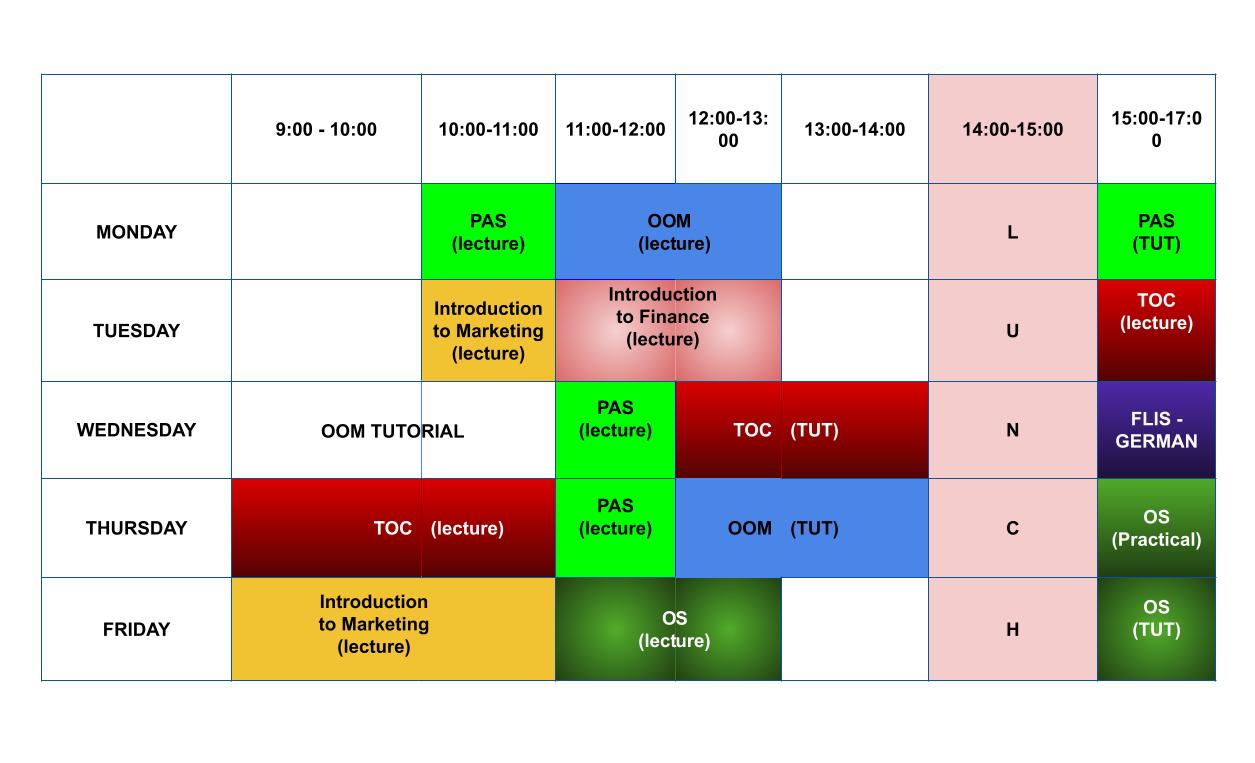 9:00 - 10:00
10:00-11:00
11:00-12:00
12:00-13:
00
13:00-14:00
14:00-15:00
15:00-17:0
0
MONDAY
PAS
(lecture)
OOM
(lecture)
L
PAS
(TUT)
TUESDAY
Introduction
to Marketing
(lecture)
Introduction
to Finance
(lecture)
U
TOC
(lecture)
WEDNESDAY
OOM TUTORIAL
PAS
(lecture)
TOC (TUT)
N
FLIS -
GERMAN
THURSDAY
TOC (lecture)
PAS
(lecture)
OOM (TUT)
C
OS
(Practical)
FRIDAY
Introduction
to Marketing
(lecture)
OS
(lecture)
H
OS
(TUT)